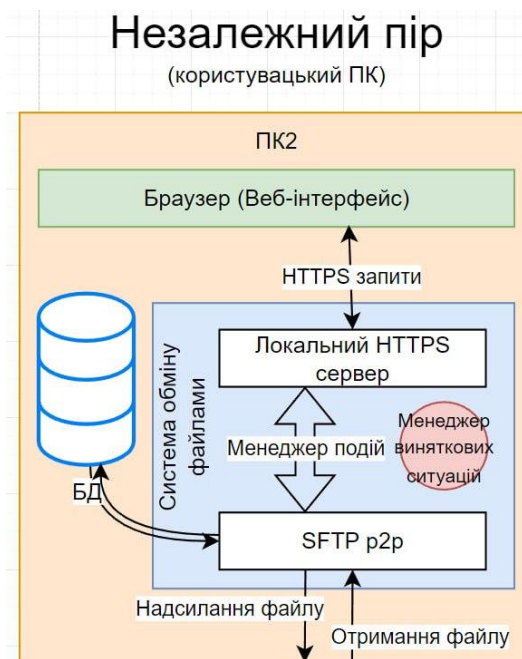 Незалежний пір
(користувацький ПК)
ПК2
Браузер (Веб-інтерфейс)
HTTPS запити
Локальний HTTPS
сервер
Система обміну
файлами
Менеджер подій
Менеджер
виняткових
ситуацій
БД
SFTP p2p
Надсилання файлу
Отримання файлу